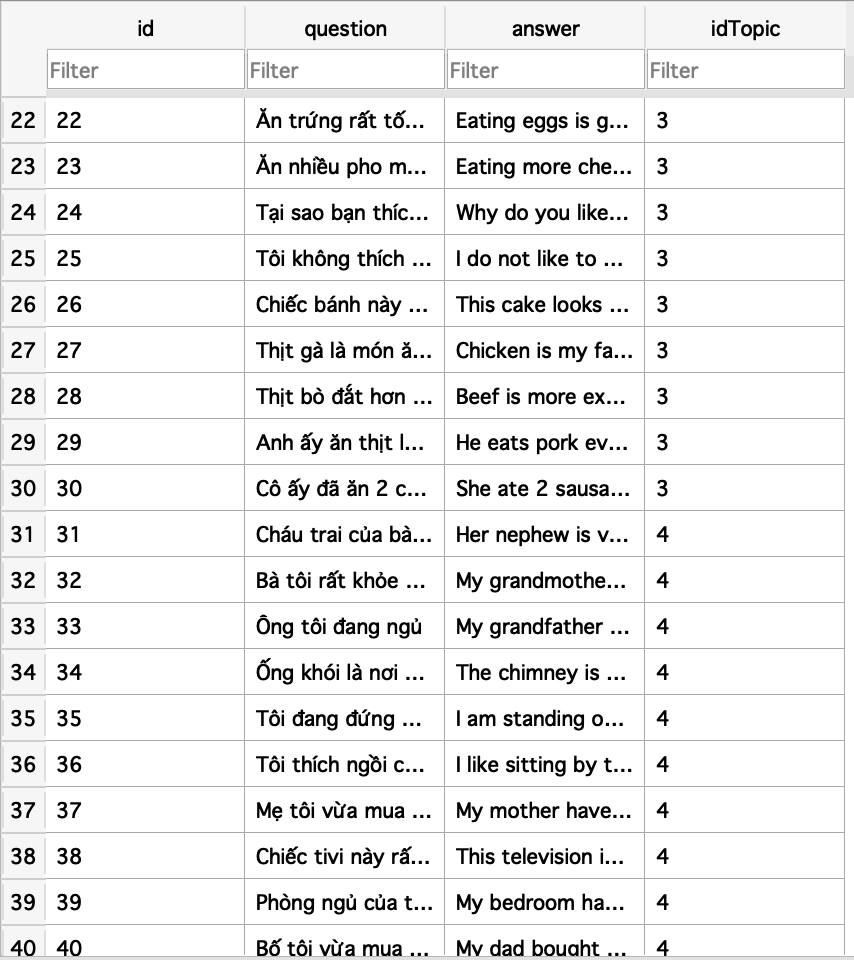 id question answer idTopic
Filter Filter Filter Filter
22 22 Ăn trứng rất tố... Eating eggs is g... 3
23 23 Ăn nhiều pho m... Eating more che... 3
24 24 Tại sao bạn thíc... Why do you like... 3
25 25 Tôi không thích ... I do not like to ... 3
26 26 Chiếc bánh này ... This cake looks ... 3
27 27 Thịt gà là món ă... Chicken is my fa... 3
28 28 Thịt bò đắt hơn ... Beef is more ex... 3
29 29 Anh ấy ăn thịt l... He eats pork ev... 3
30 30 Cô ấy đã ăn 2 c... She ate 2 sausa... 3
31 31 Cháu trai của bà... Her nephew is v... 4
32 32 Bà tôi rất khỏe ... My grandmothe... 4
33 33 Ông tôi đang ngủ My grandfather ... 4
34 34 Ống khói là nơi ... The chimney is ... 4
35 35 Tôi đang đứng ... I am standing o... 4
36 36 Tôi thích ngồi c... I like sitting by t... 4
37 37 Mẹ tôi vừa mua ... My mother have... 4
38 38 Chiếc tivi này rấ... This television i... 4
39 39 Phòng ngủ của t... My bedroom ha... 4
40 40 Bố tôi vừa mua ... My dad bought ... 4